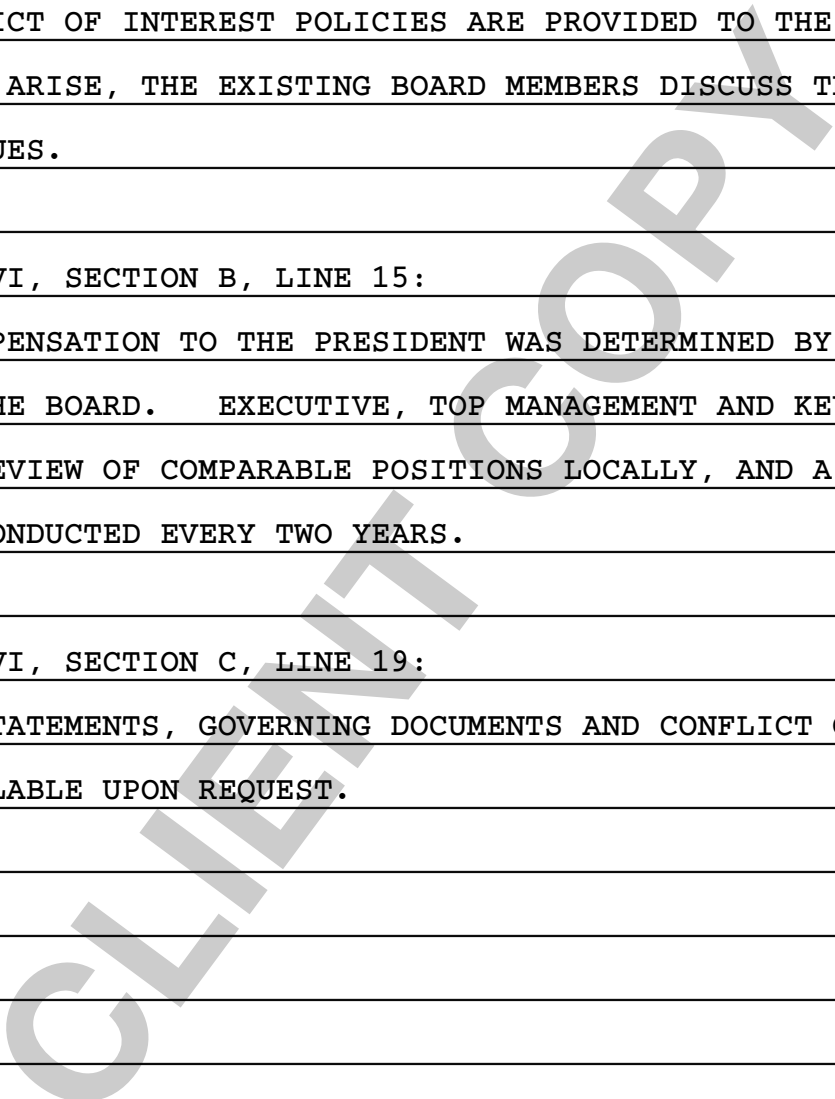 ICT OF INTEREST POLICIES ARE PROVIDED TO THE
ARISE, THE EXISTING BOARD MEMBERS DISCUSS
UES.
VI, SECTION B, LINE 15:
PENSATION TO THE PRESIDENT WAS DETERMINED BY
HE BOARD.   EXECUTIVE, TOP MANAGEMENT AND KE
EVIEW OF COMPARABLE POSITIONS LOCALLY, AND A
ONDUCTED EVERY TWO YEARS.
VI, SECTION C, LINE 19:
TATEMENTS, GOVERNING DOCUMENTS AND CONFLICT
LABLE UPON REQUEST.
CLIENT COPY